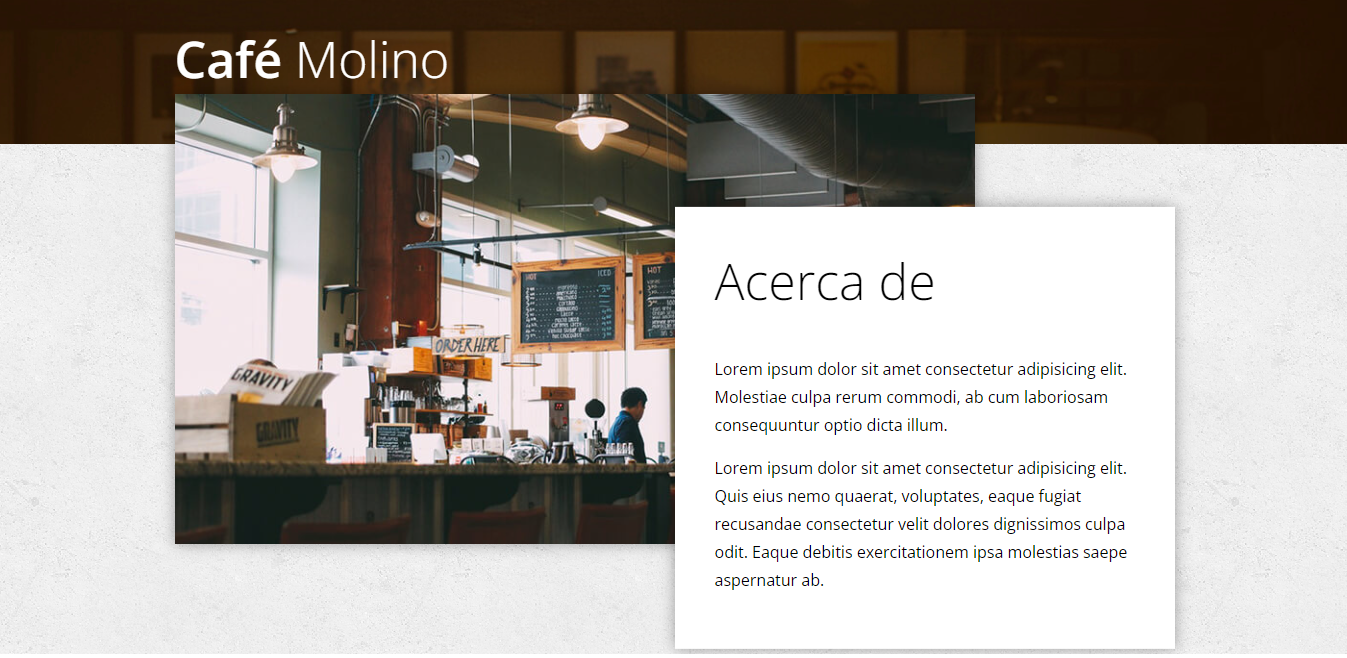 Café Molino
HOT
ICED
HOT
ORDER HERE
GRAVITY
GRAVITY
Acerca de
Lorem ipsum dolor sit amet consectetur adipisicing elit.
Molestiae culpa rerum commodi, ab cum laboriosam
consequuntur optio dicta illum.
Lorem ipsum dolor sit amet consectetur adipisicing elit.
Quis eius nemo quaerat, voluptates, eaque fugiat
recusandae consectetur velit dolores dignissimos culpa
odit. Eaque debitis exercitationem ipsa molestias saepe
aspernatur ab.